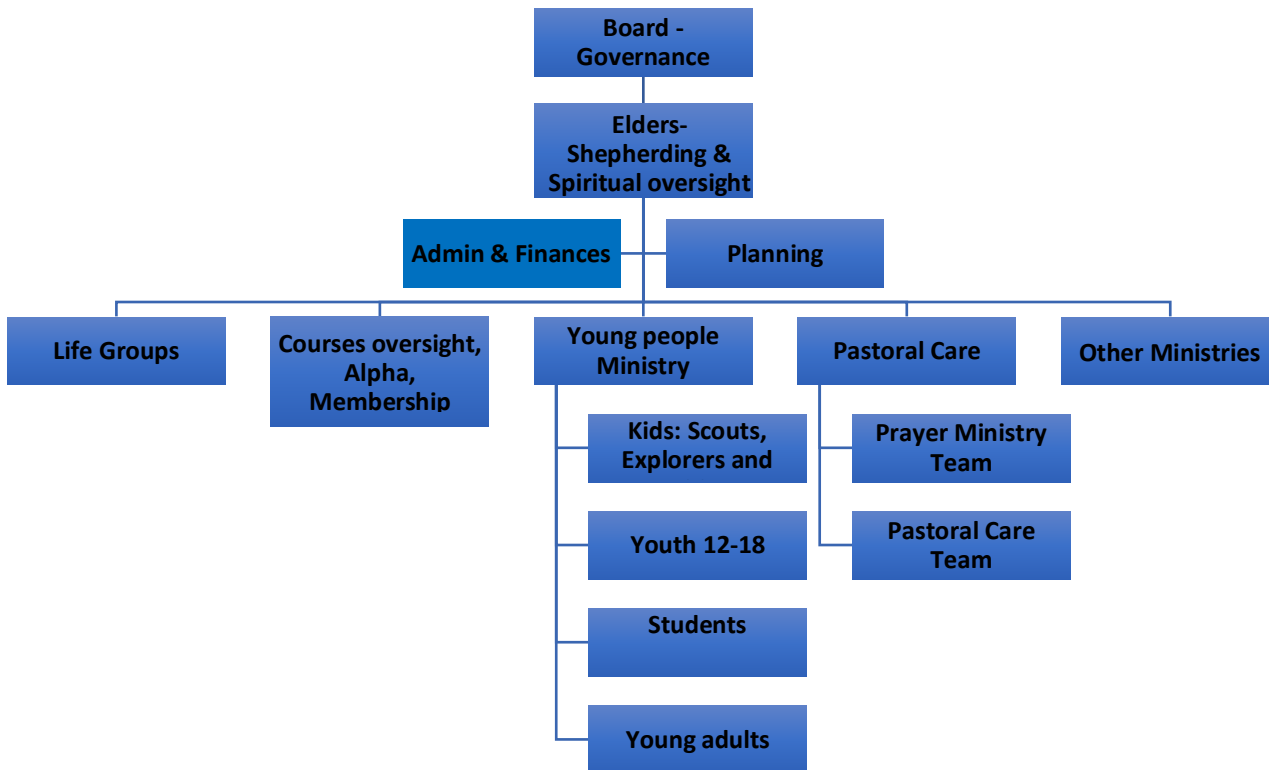 Board -
Governance
Elders-
Shepherding &
Spiritual oversight
Admin & Finances
Planning
Life Groups
Courses oversight,
Alpha,
Membership
Young people
Ministry
Pastoral Care
Other Ministries
Kids: Scouts,
Explorers and
Prayer Ministry
Team
Youth 12-18
Pastoral Care
Team
Students
Young adults